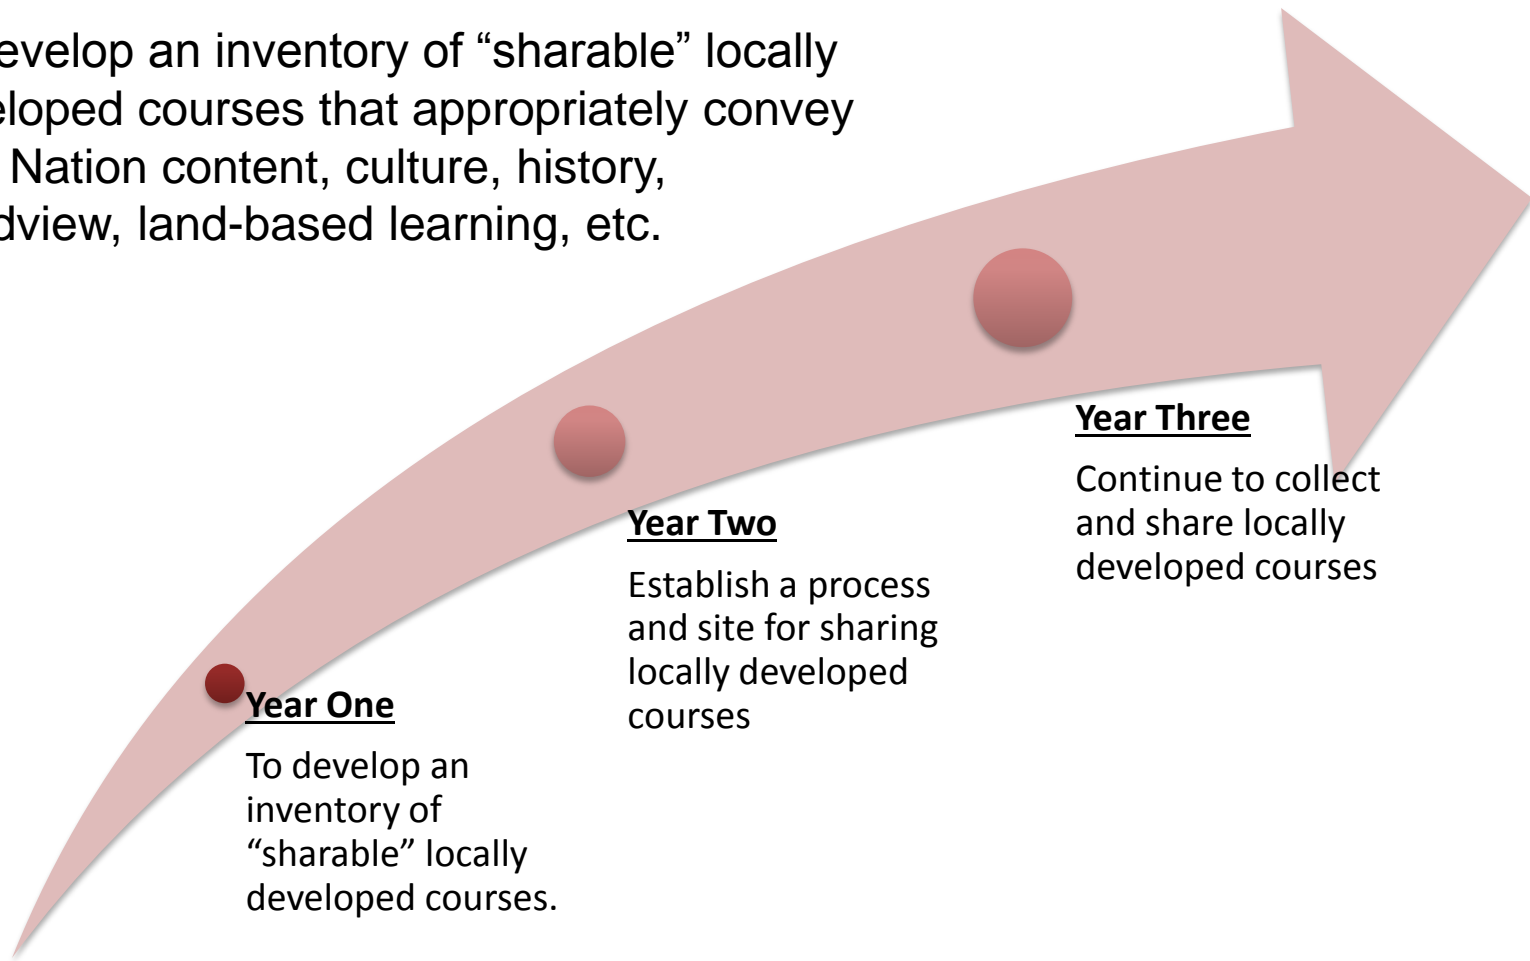 evelop an inventory of “sharable” locally
eloped courses that appropriately convey
Nation content, culture, history,
dview, land-based learning, etc.
Year Three
Continue to collect
and share locally
developed courses
Year Two
Establish a process
and site for sharing
locally developed
courses
Year One
To develop an
inventory of
“sharable” locally
developed courses.